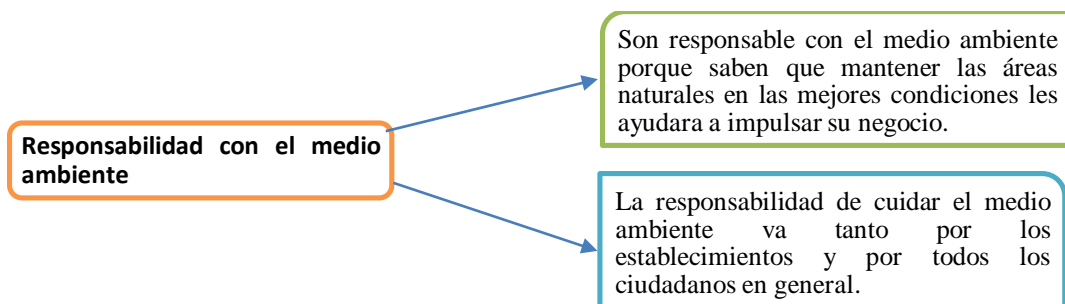 Son responsable con el medio ambiente
porque saben que mantener las áreas
naturales en las mejores condiciones les
ayudara a impulsar su negocio.
Responsabilidad con el medio
ambiente
La responsabilidad de cuidar el medio
ambiente va tanto por los
establecimientos y por todos los
ciudadanos en general.